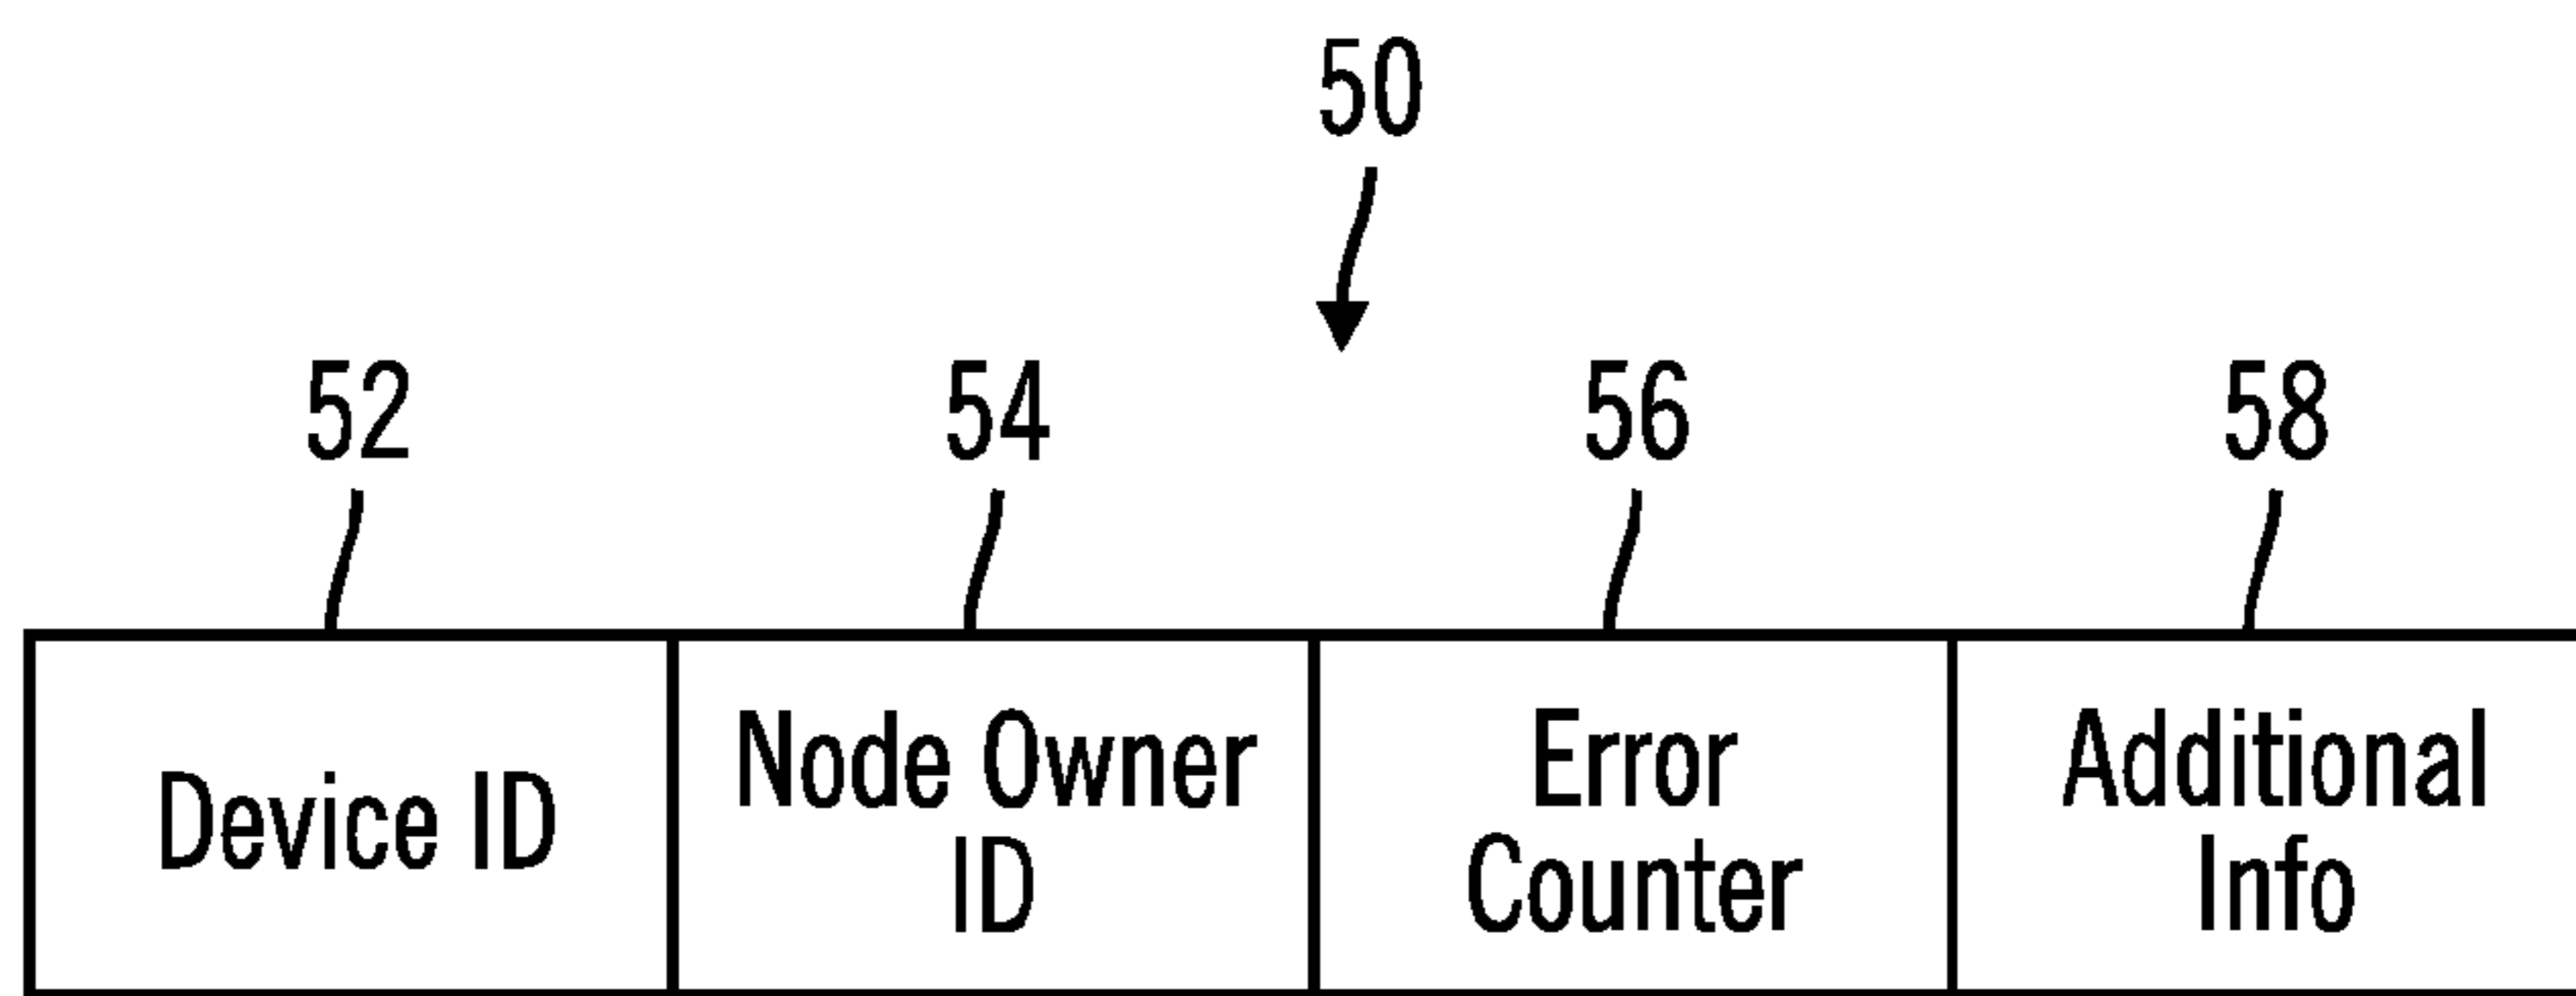 50
52
54
56
58
Device ID
Node Owner
ID
Error
Counter
Additional
Info